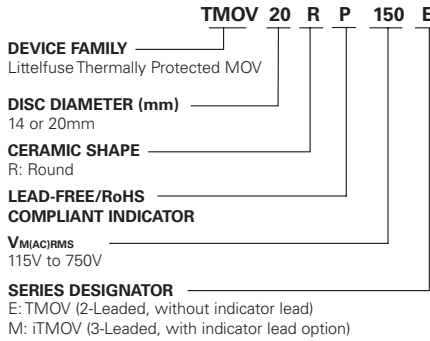 TMOV 20 R P 150 E
DEVICE FAMILY
Littelfuse Thermally Protected MOV
DISC DIAMETER (mm)
14 or 20mm
CERAMIC SHAPE
R: Round
LEAD-FREE/RoHS
COMPLIANT INDICATOR
VM(AC)RMS
115V to 750V
SERIES DESIGNATOR
E: TMOV (2-Leaded, without indicator lead)
M: iTMOV (3-Leaded, with indicator lead option)